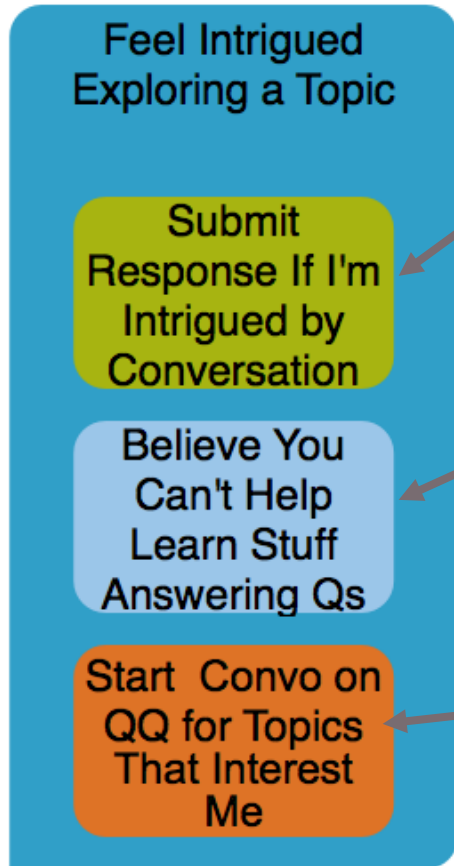 Feel Intrigued
Exploring a Topic
Submit
Response If I'm
Intrigued by
Conversation
Believe You
Can't Help
Learn Stuff
Answering Qs
Start  Convo on
QQ for Topics
That Interest
Me